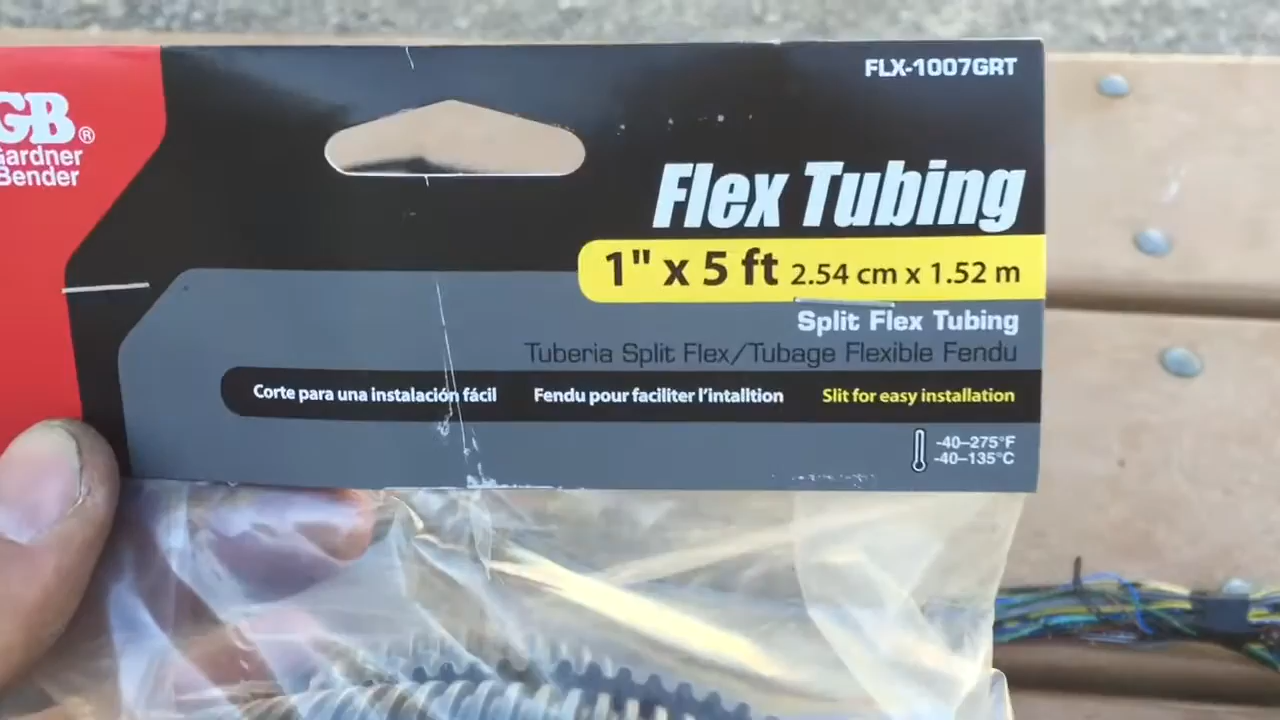 FLX-1007GRT
GB®
Gardner
Bender
Flex Tubing
1" x 5 ft 2.54 cm x 1.52 m
Split Flex Tubing
Tuberia Split Flex/Tubage Flexible Fendu
Corte para una instalación fácil Fendu pour faciliter l'intalltion Slit for easy installation
-40–275°F
-40–135°C